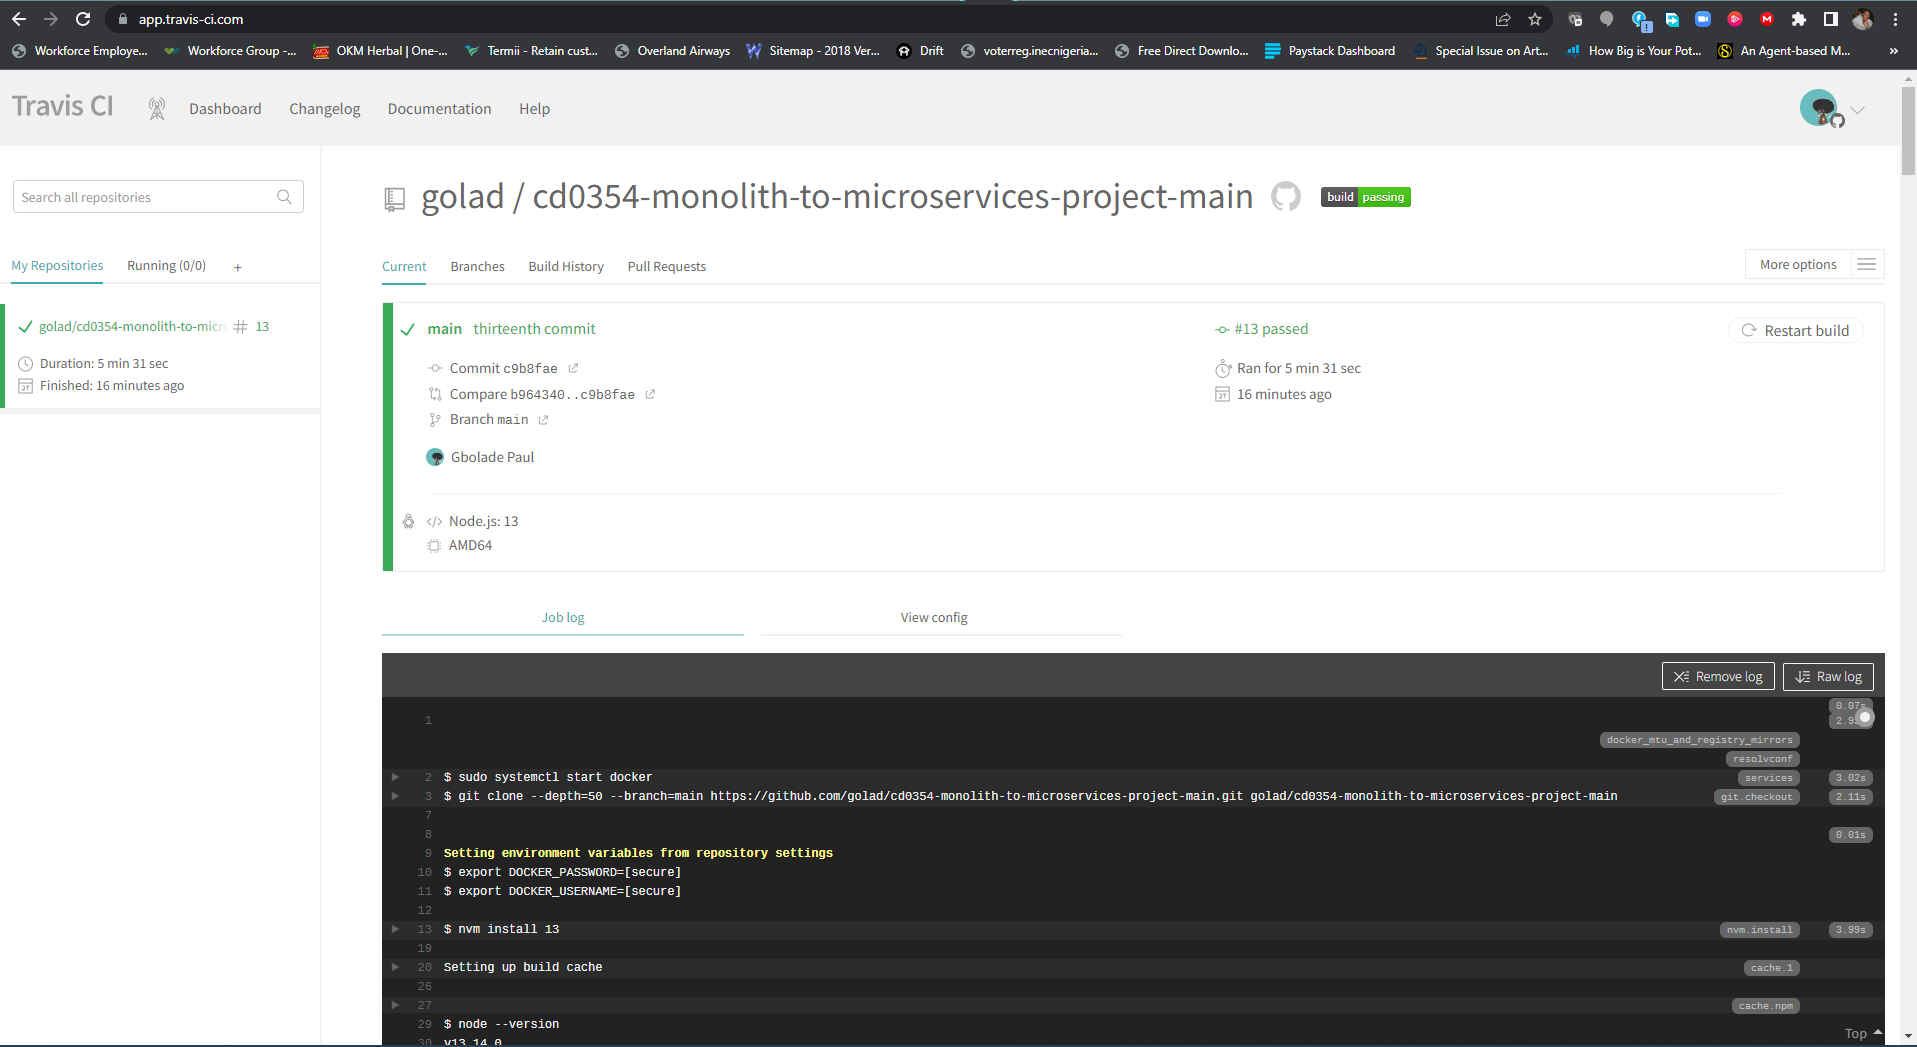 app.travis-ci.com
Workforce Employe...
Workforce Group -...
OKM Herbal | One-...
Termii - Retain cust...
Overland Airways
Sitemap - 2018 Ver...
Drift
voterreg.inecnigeria...
Free Direct Downlo...
Paystack Dashboard
Special Issue on Art...
How Big is Your Pot...
An Agent-based M...
»
Travis CI
Dashboard
Changelog
Documentation
Help
Search all repositories
My Repositories
Running (0/0)
+
golad/cd0354-monolith-to-micr
# 13
Duration: 5 min 31 sec
Finished: 16 minutes ago
golad / cd0354-monolith-to-microservices-project-main
build passing
Current
Branches
Build History
Pull Requests
More options
main thirteenth commit
#13 passed
Restart build
Commit c9b8fae
Ran for 5 min 31 sec
Compare b964340..c9b8fae
16 minutes ago
Branch main
Gbolade Paul
</> Node.js: 13
AMD64
Job log
View config
Remove log
Raw log
0.07s
1
docker_mtu_and_registry_mirrors
resolvconf
2 $ sudo systemctl start docker services 3.02s
3 $ git clone --depth=50 --branch=main https://github.com/golad/cd0354-monolith-to-microservices-project-main.git golad/cd0354-monolith-to-microservices-project-main git.checkout 2.11s
7
8 0.01s
9 Setting environment variables from repository settings
10 $ export DOCKER_PASSWORD=[secure]
11 $ export DOCKER_USERNAME=[secure]
12
13 $ nvm install 13 nvm.install 3.99s
19
20 Setting up build cache cache.1
26
27 cache.npm
29 $ node --version
30 v13.14.0
Top